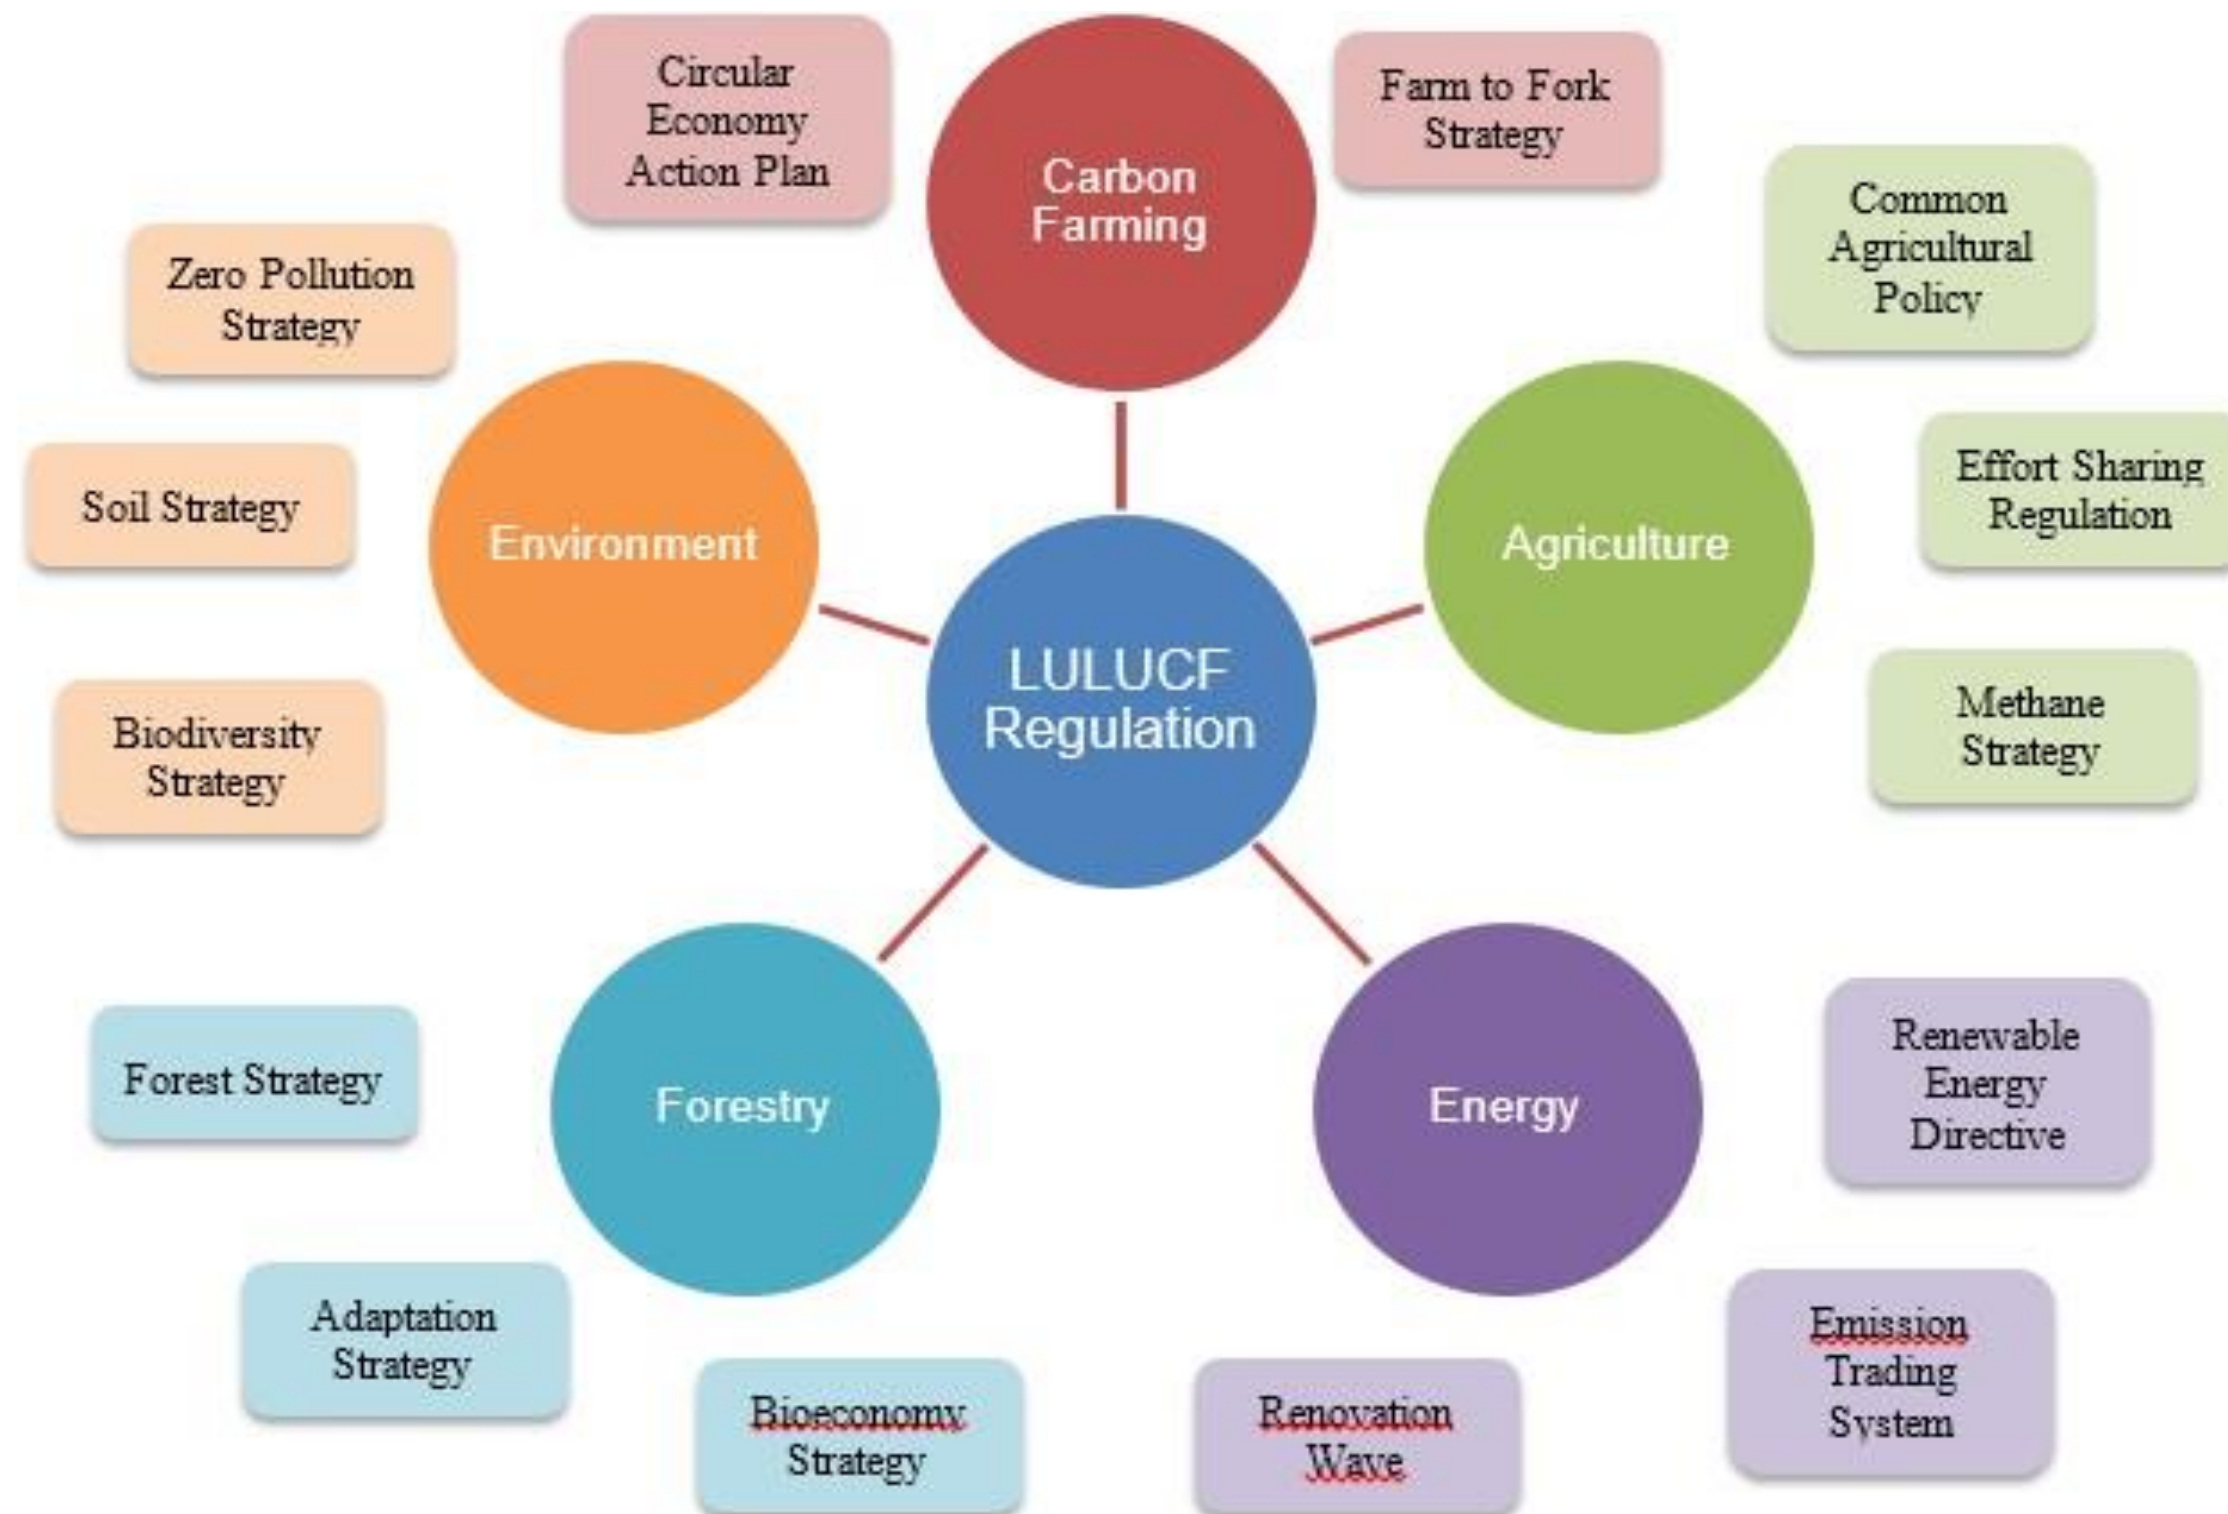 Circular
Economy
Action Plan
Carbon
Farming
Farm to Fork
Strategy
Common
Agricultural
Policy
Zero Pollution
Strategy
Soil Strategy
Environment
Agriculture
Effort Sharing
Regulation
LULUCF
Regulation
Biodiversity
Strategy
Methane
Strategy
Forest Strategy
Forestry
Energy
Renewable
Energy
Directive
Adaptation
Strategy
Bioeconomy
Strategy
Renovation
Wave
Emission
Trading
System